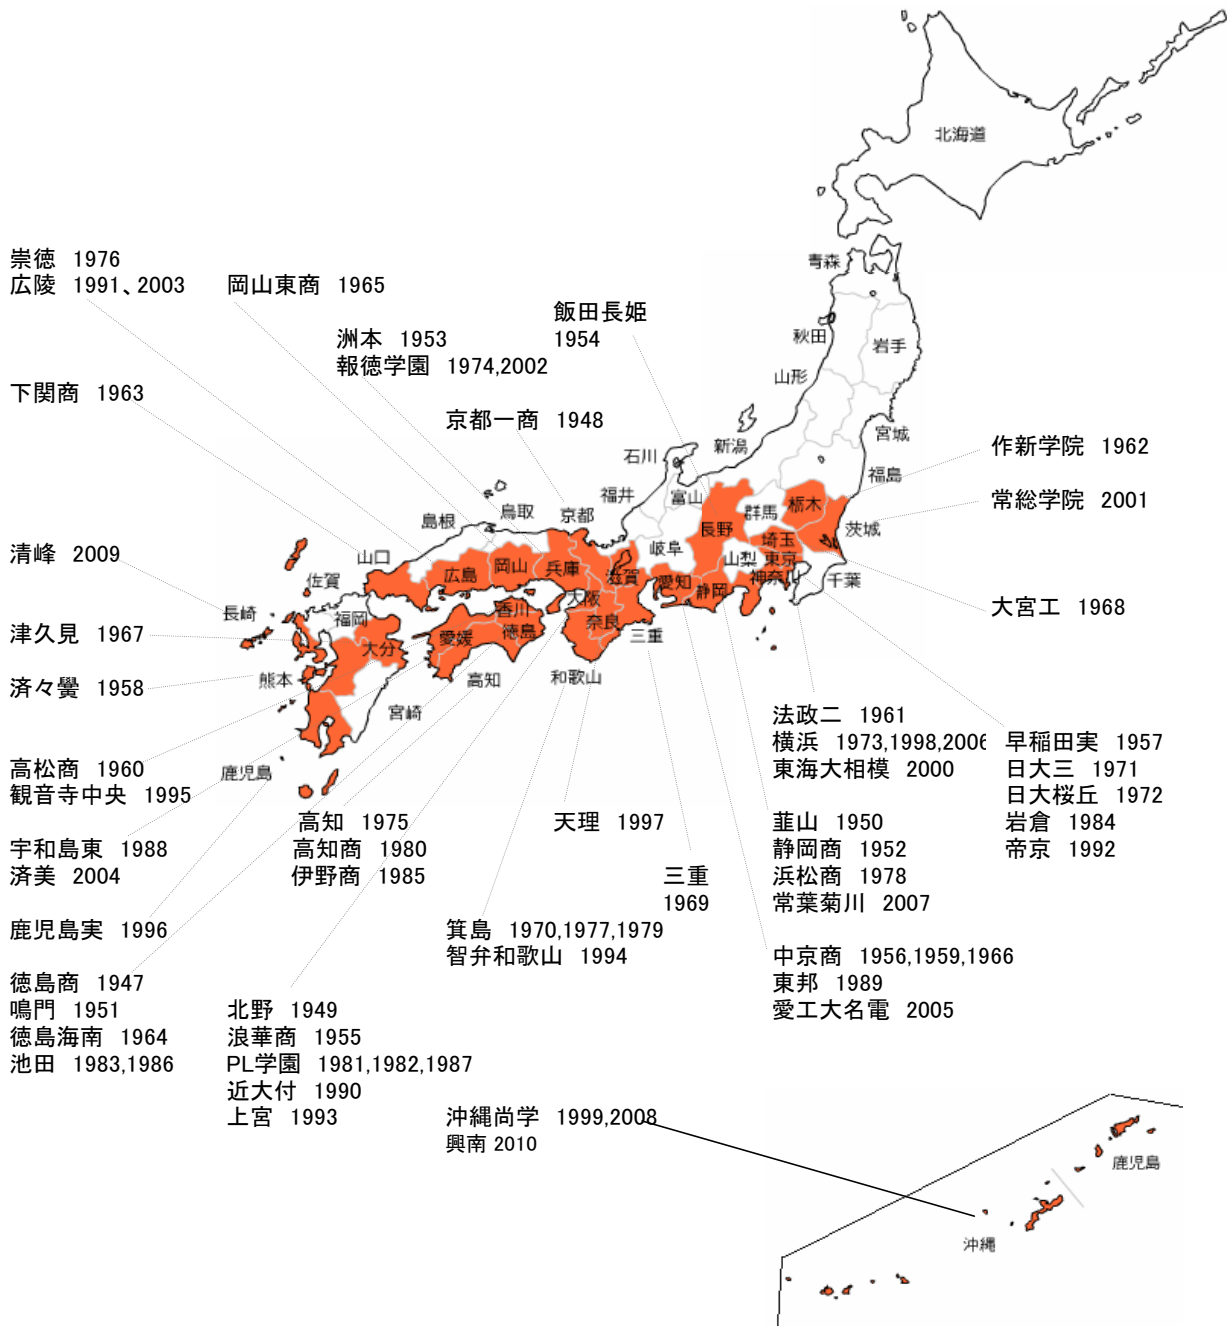 北海道
青森
秋田
岩手
山形
宮城
新潟
福島
石川
富山
福井
群馬
栃木
茨城
長野
埼玉
山梨
東京
神奈
千葉
岐阜
静岡
愛知
滋賀
三重
京都
兵庫
大阪
奈良
和歌山
鳥取
島根
岡山
広島
山口
香川
徳島
愛媛
高知
福岡
佐賀
長崎
大分
熊本
宮崎
鹿児島
崇徳 1976
広陵 1991、2003
岡山東商 1965
洲本 1953
報徳学園 1974,2002
飯田長姫
1954
下関商 1963
京都一商 1948
作新学院 1962
常総学院 2001
大宮工 1968
清峰 2009
津久見 1967
済々黌 1958
高松商 1960
観音寺中央 1995
宇和島東 1988
済美 2004
鹿児島実 1996
徳島商 1947
鳴門 1951
徳島海南 1964
池田 1983,1986
高知 1975
高知商 1980
伊野商 1985
北野 1949
浪華商 1955
PL学園 1981,1982,1987
近大付 1990
上宮 1993
天理 1997
三重
1969
箕島 1970,1977,1979
智弁和歌山 1994
法政二 1961
横浜 1973,1998,2006
東海大相模 2000
早稲田実 1957
日大三 1971
日大桜丘 1972
岩倉 1984
帝京 1992
韮山 1950
静岡商 1952
浜松商 1978
常葉菊川 2007
中京商 1956,1959,1966
東邦 1989
愛工大名電 2005
沖縄尚学 1999,2008
興南 2010
鹿児島
沖縄